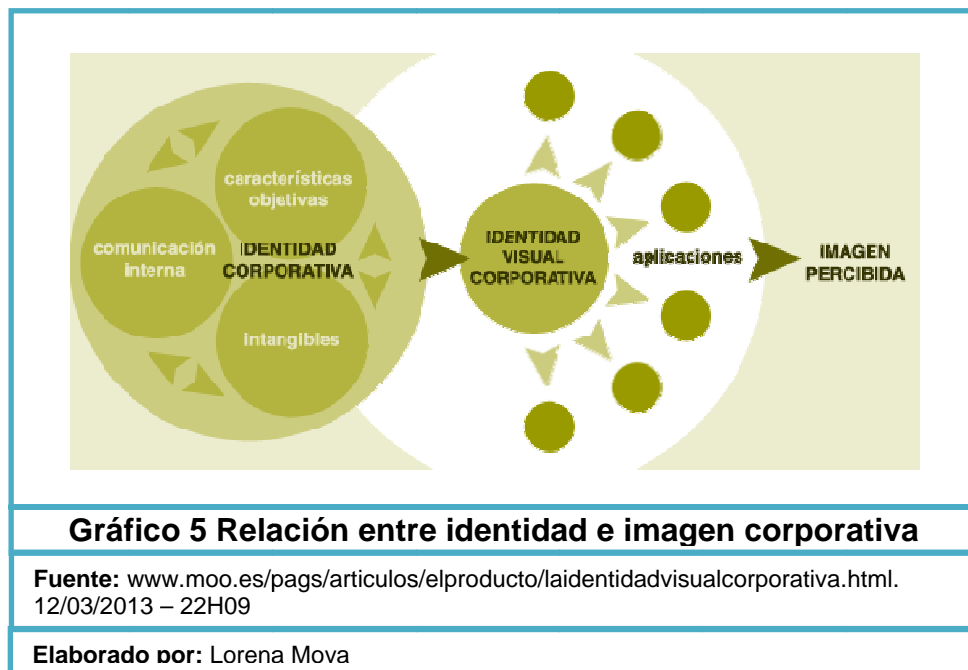 características
objetivas
comunicación
interna
IDENTIDAD
CORPORATIVA
intangibles
IDENTIDAD
VISUAL
CORPORATIVA
aplicaciones
IMAGEN
PERCIBIDA
Gráfico 5 Relación entre identidad e imagen corporativa
Fuente: www.moo.es/pags/articulos/elproducto/laidentidadvisualcorporativa.html.
12/03/2013 – 22H09
Elaborado por: Lorena Moya